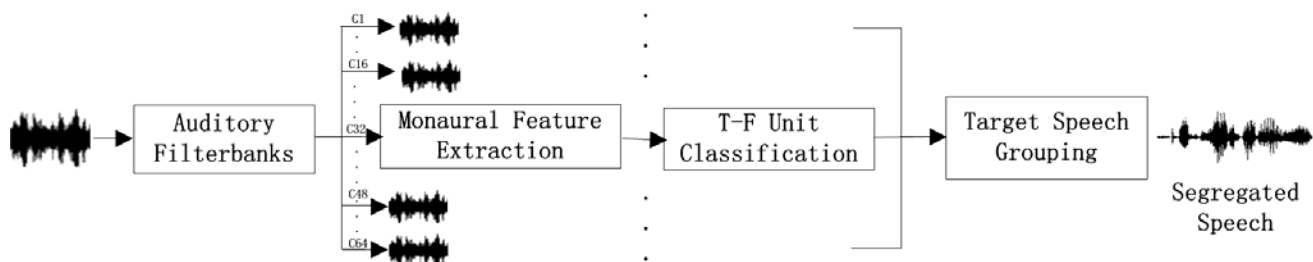 C1
C16
Auditory
Filterbanks
C32
Monaural Feature
Extraction
T-F Unit
Classification
Target Speech
Grouping
C48
C64
Segregated
Speech